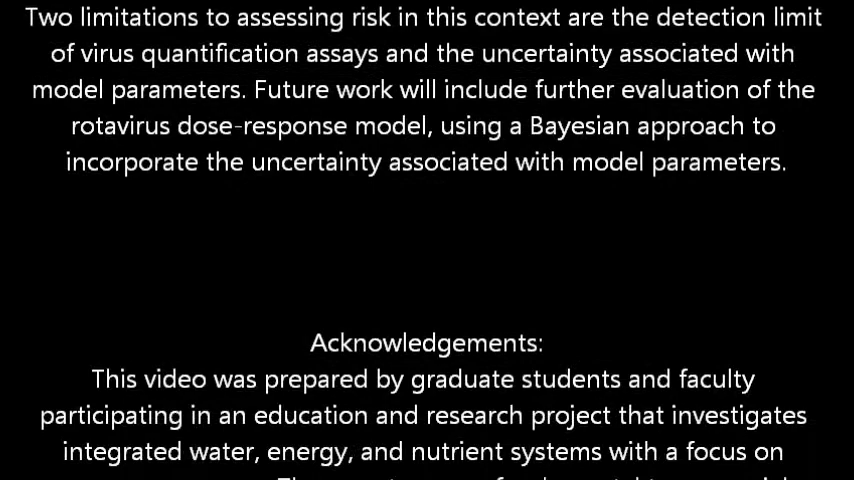 Two limitations to assessing risk in this context are the detection limit
of virus quantification assays and the uncertainty associated with
model parameters. Future work will include further evaluation of the
rotavirus dose-response model, using a Bayesian approach to
incorporate the uncertainty associated with model parameters.
Acknowledgements:
This video was prepared by graduate students and faculty
participating in an education and research project that investigates
integrated water, energy, and nutrient systems with a focus on